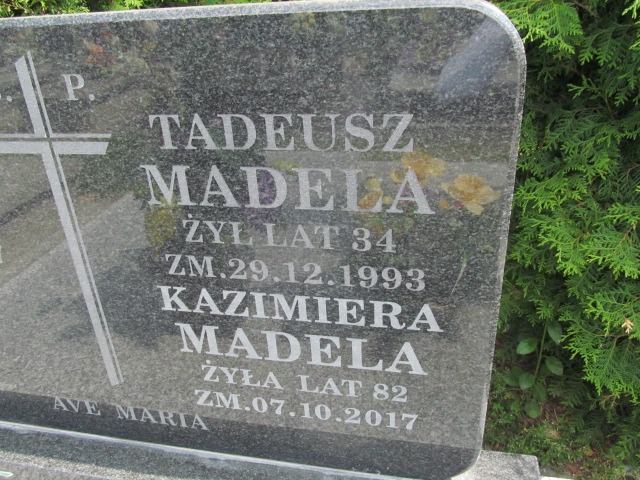 . P.
TADEUSZ
MADELA
ŻYŁ LAT 34
ZM.29.12.1993
KAZIMIERA
MADELA
ŻYŁA LAT 82
ZM.07.10.2017
AVE MARIA